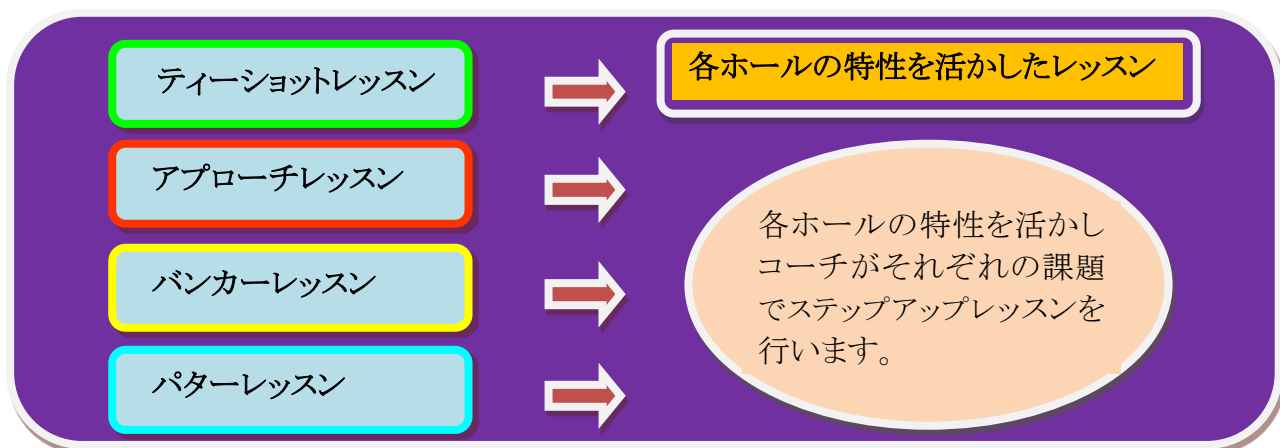 ティーショットレッスン
アプローチレッスン
バンカーレッスン
パターレッスン
各ホールの特性を活かしたレッスン
各ホールの特性を活かし
コーチがそれぞれの課題
でステップアップレッスンを
行います。